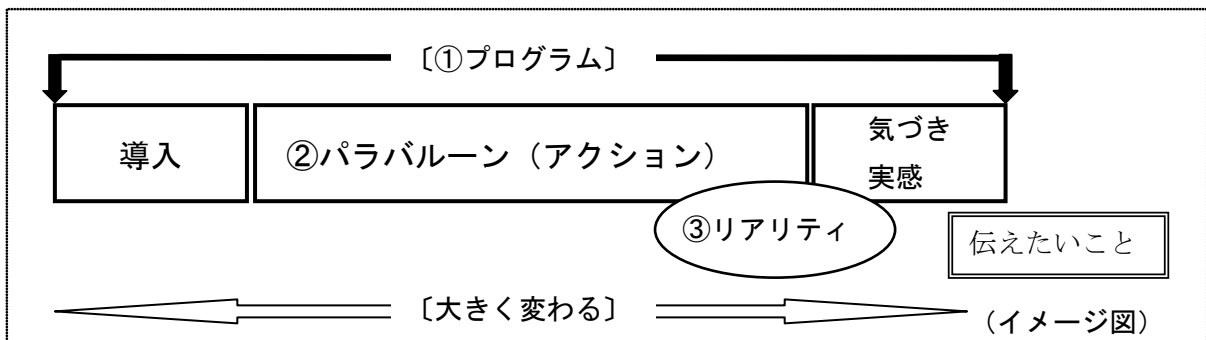 〔①プログラム〕
導入
②パラバルーン（アクション）
気づき
実感
③リアリティ
伝えたいこと
〔大きく変わる〕
（イメージ図）